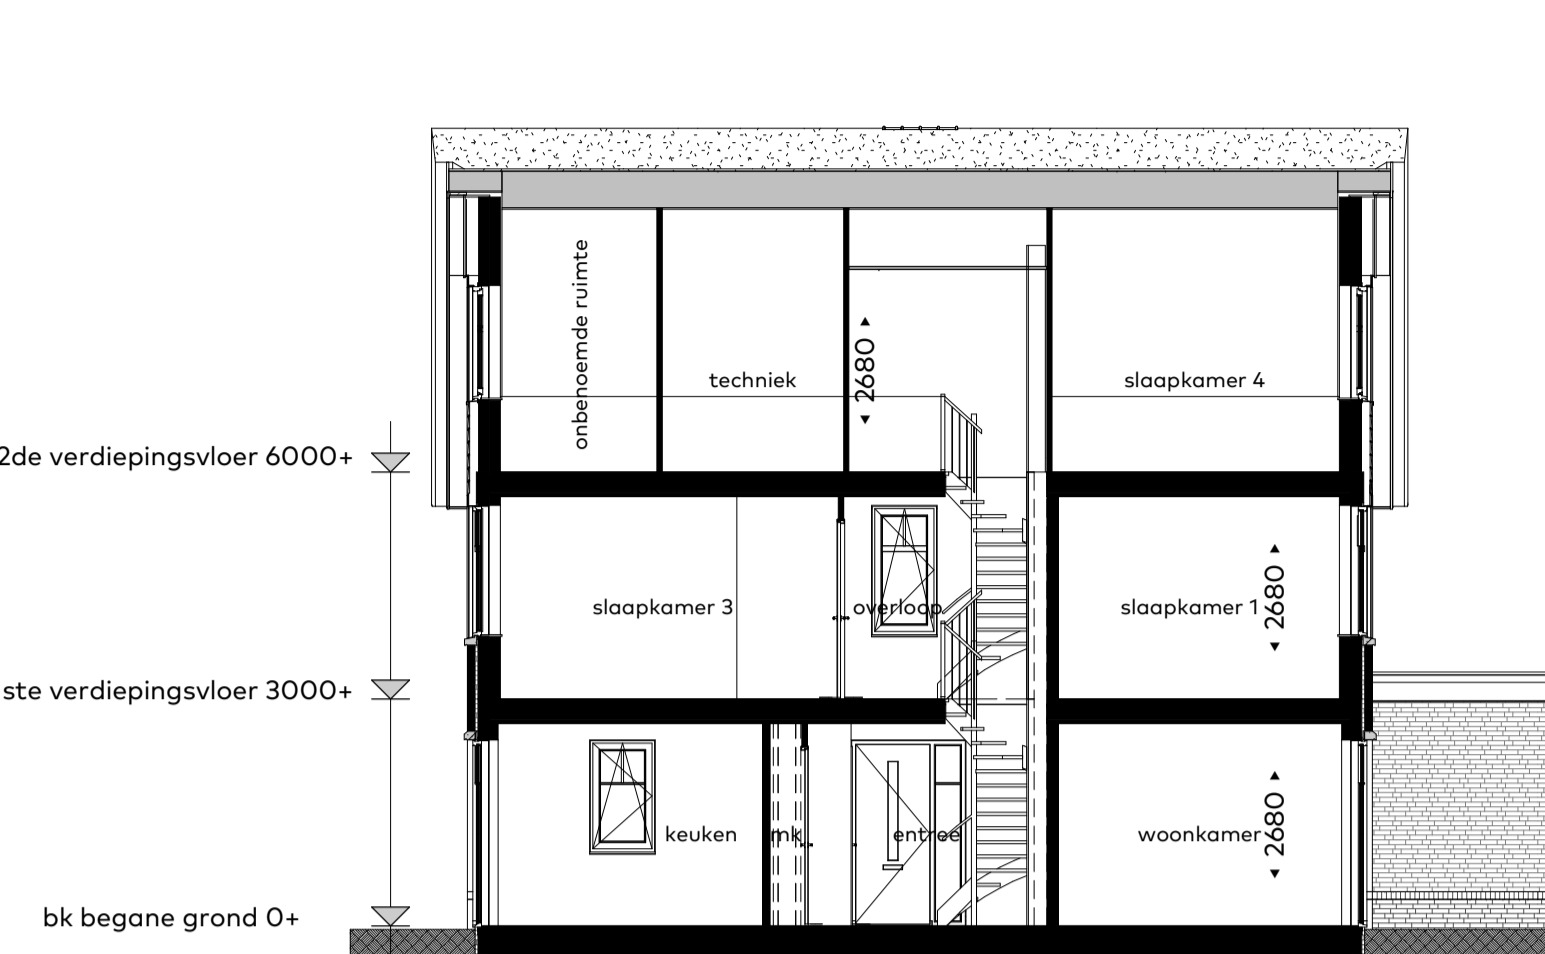 onbenoemde ruimte
techniek
2680
slaapkamer 4
2de verdiepingsvloer 6000+
slaapkamer 3
overloop
slaapkamer 1
2680
ste verdiepingsvloer 3000+
keuken
mk
entree
woonkamer
2680
bk begane grond 0+